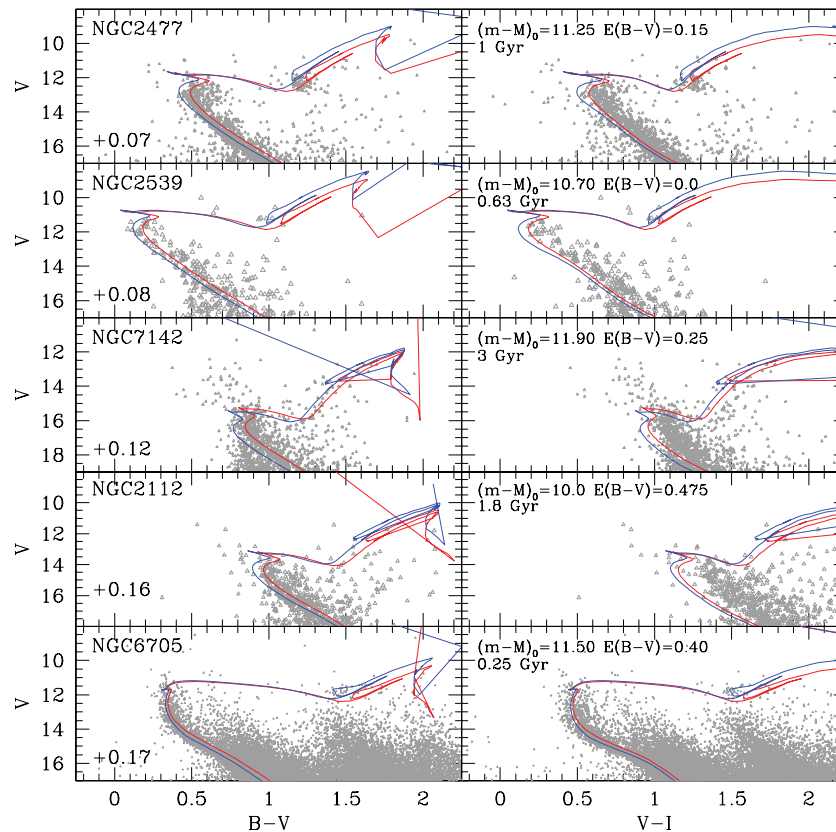 NGC2477
(m−M)₀=11.25 E(B−V)=0.15
1 Gyr
+0.07
V
10
12
14
16
NGC2539
(m−M)₀=10.70 E(B−V)=0.0
0.63 Gyr
+0.08
V
10
12
14
16
NGC7142
(m−M)₀=11.90 E(B−V)=0.25
3 Gyr
+0.12
V
12
14
16
18
NGC2112
(m−M)₀=10.0 E(B−V)=0.475
1.8 Gyr
+0.16
V
10
12
14
16
NGC6705
(m−M)₀=11.50 E(B−V)=0.40
0.25 Gyr
+0.17
V
10
12
14
16
0 0.5 1 1.5 2 0 0.5 1 1.5 2
B−V V−I